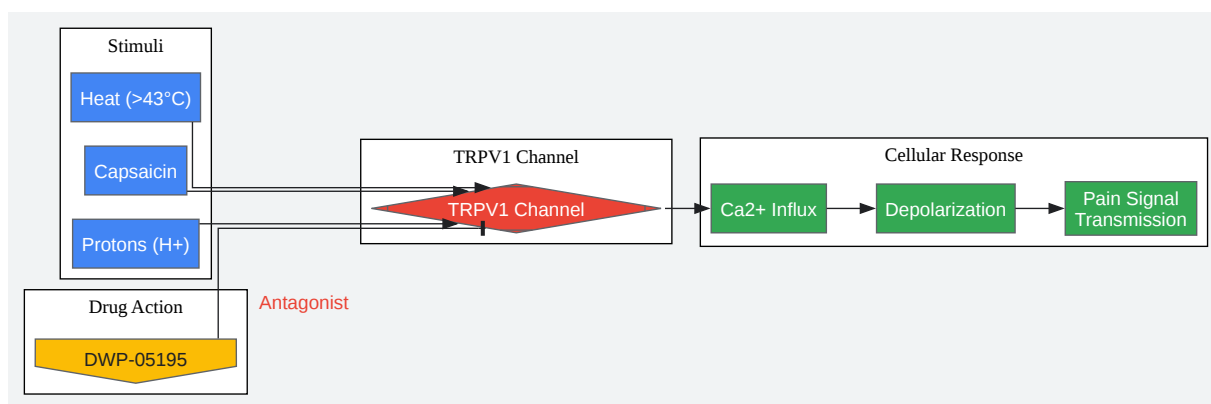 Stimuli
Heat (>43°C)
Capsaicin
Protons (H+)
TRPV1 Channel
TRPV1 Channel
Cellular Response
Ca2+ Influx
Depolarization
Pain Signal
Transmission
Drug Action
Antagonist
DWP-05195